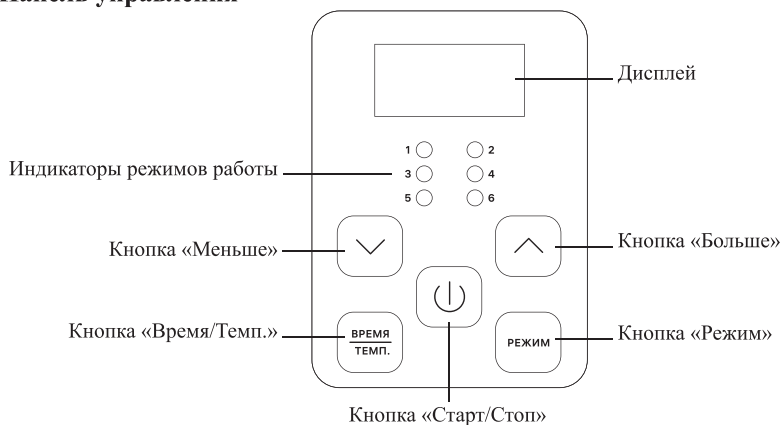 Панель управления
Дисплей
1 2
Индикаторы режимов работы 3 4
5 6
Кнопка «Меньше»
Кнопка «Больше»
Кнопка «Время/Темп.»
ВРЕМЯ
ТЕМП.
РЕЖИМ
Кнопка «Режим»
Кнопка «Старт/Стоп»